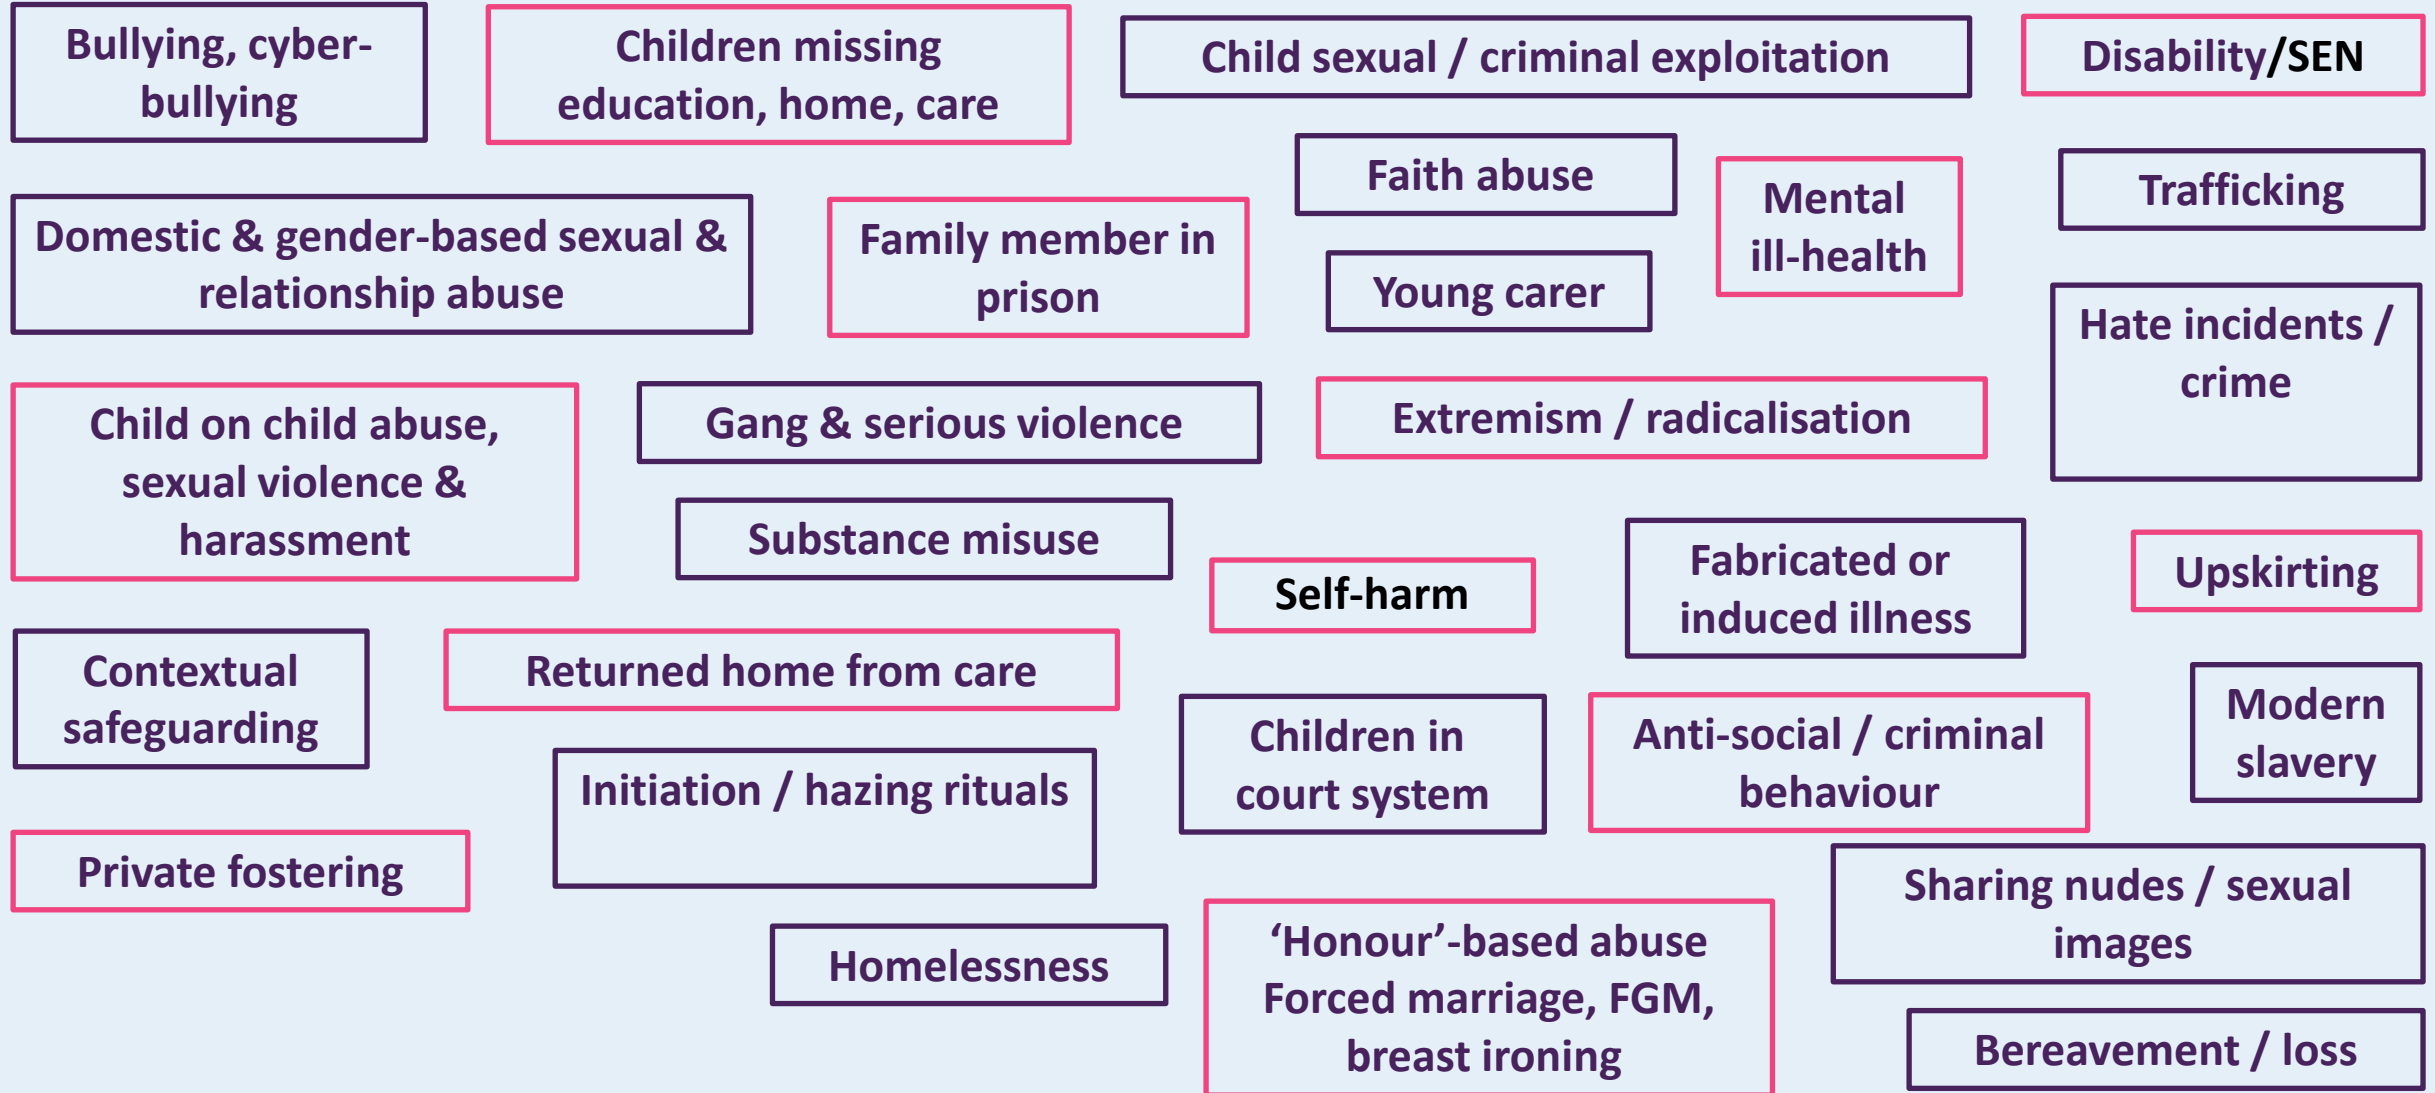 Bullying, cyber-
bullying
Children missing
education, home, care
Child sexual / criminal exploitation
Disability/SEN
Faith abuse
Mental
ill-health
Trafficking
Domestic & gender-based sexual &
relationship abuse
Family member in
prison
Young carer
Hate incidents /
crime
Child on child abuse,
sexual violence &
harassment
Gang & serious violence
Extremism / radicalisation
Substance misuse
Self-harm
Fabricated or
induced illness
Upskirting
Contextual
safeguarding
Returned home from care
Children in
court system
Anti-social / criminal
behaviour
Modern
slavery
Initiation / hazing rituals
Private fostering
Sharing nudes / sexual
images
Homelessness
‘Honour’-based abuse
Forced marriage, FGM,
breast ironing
Bereavement / loss